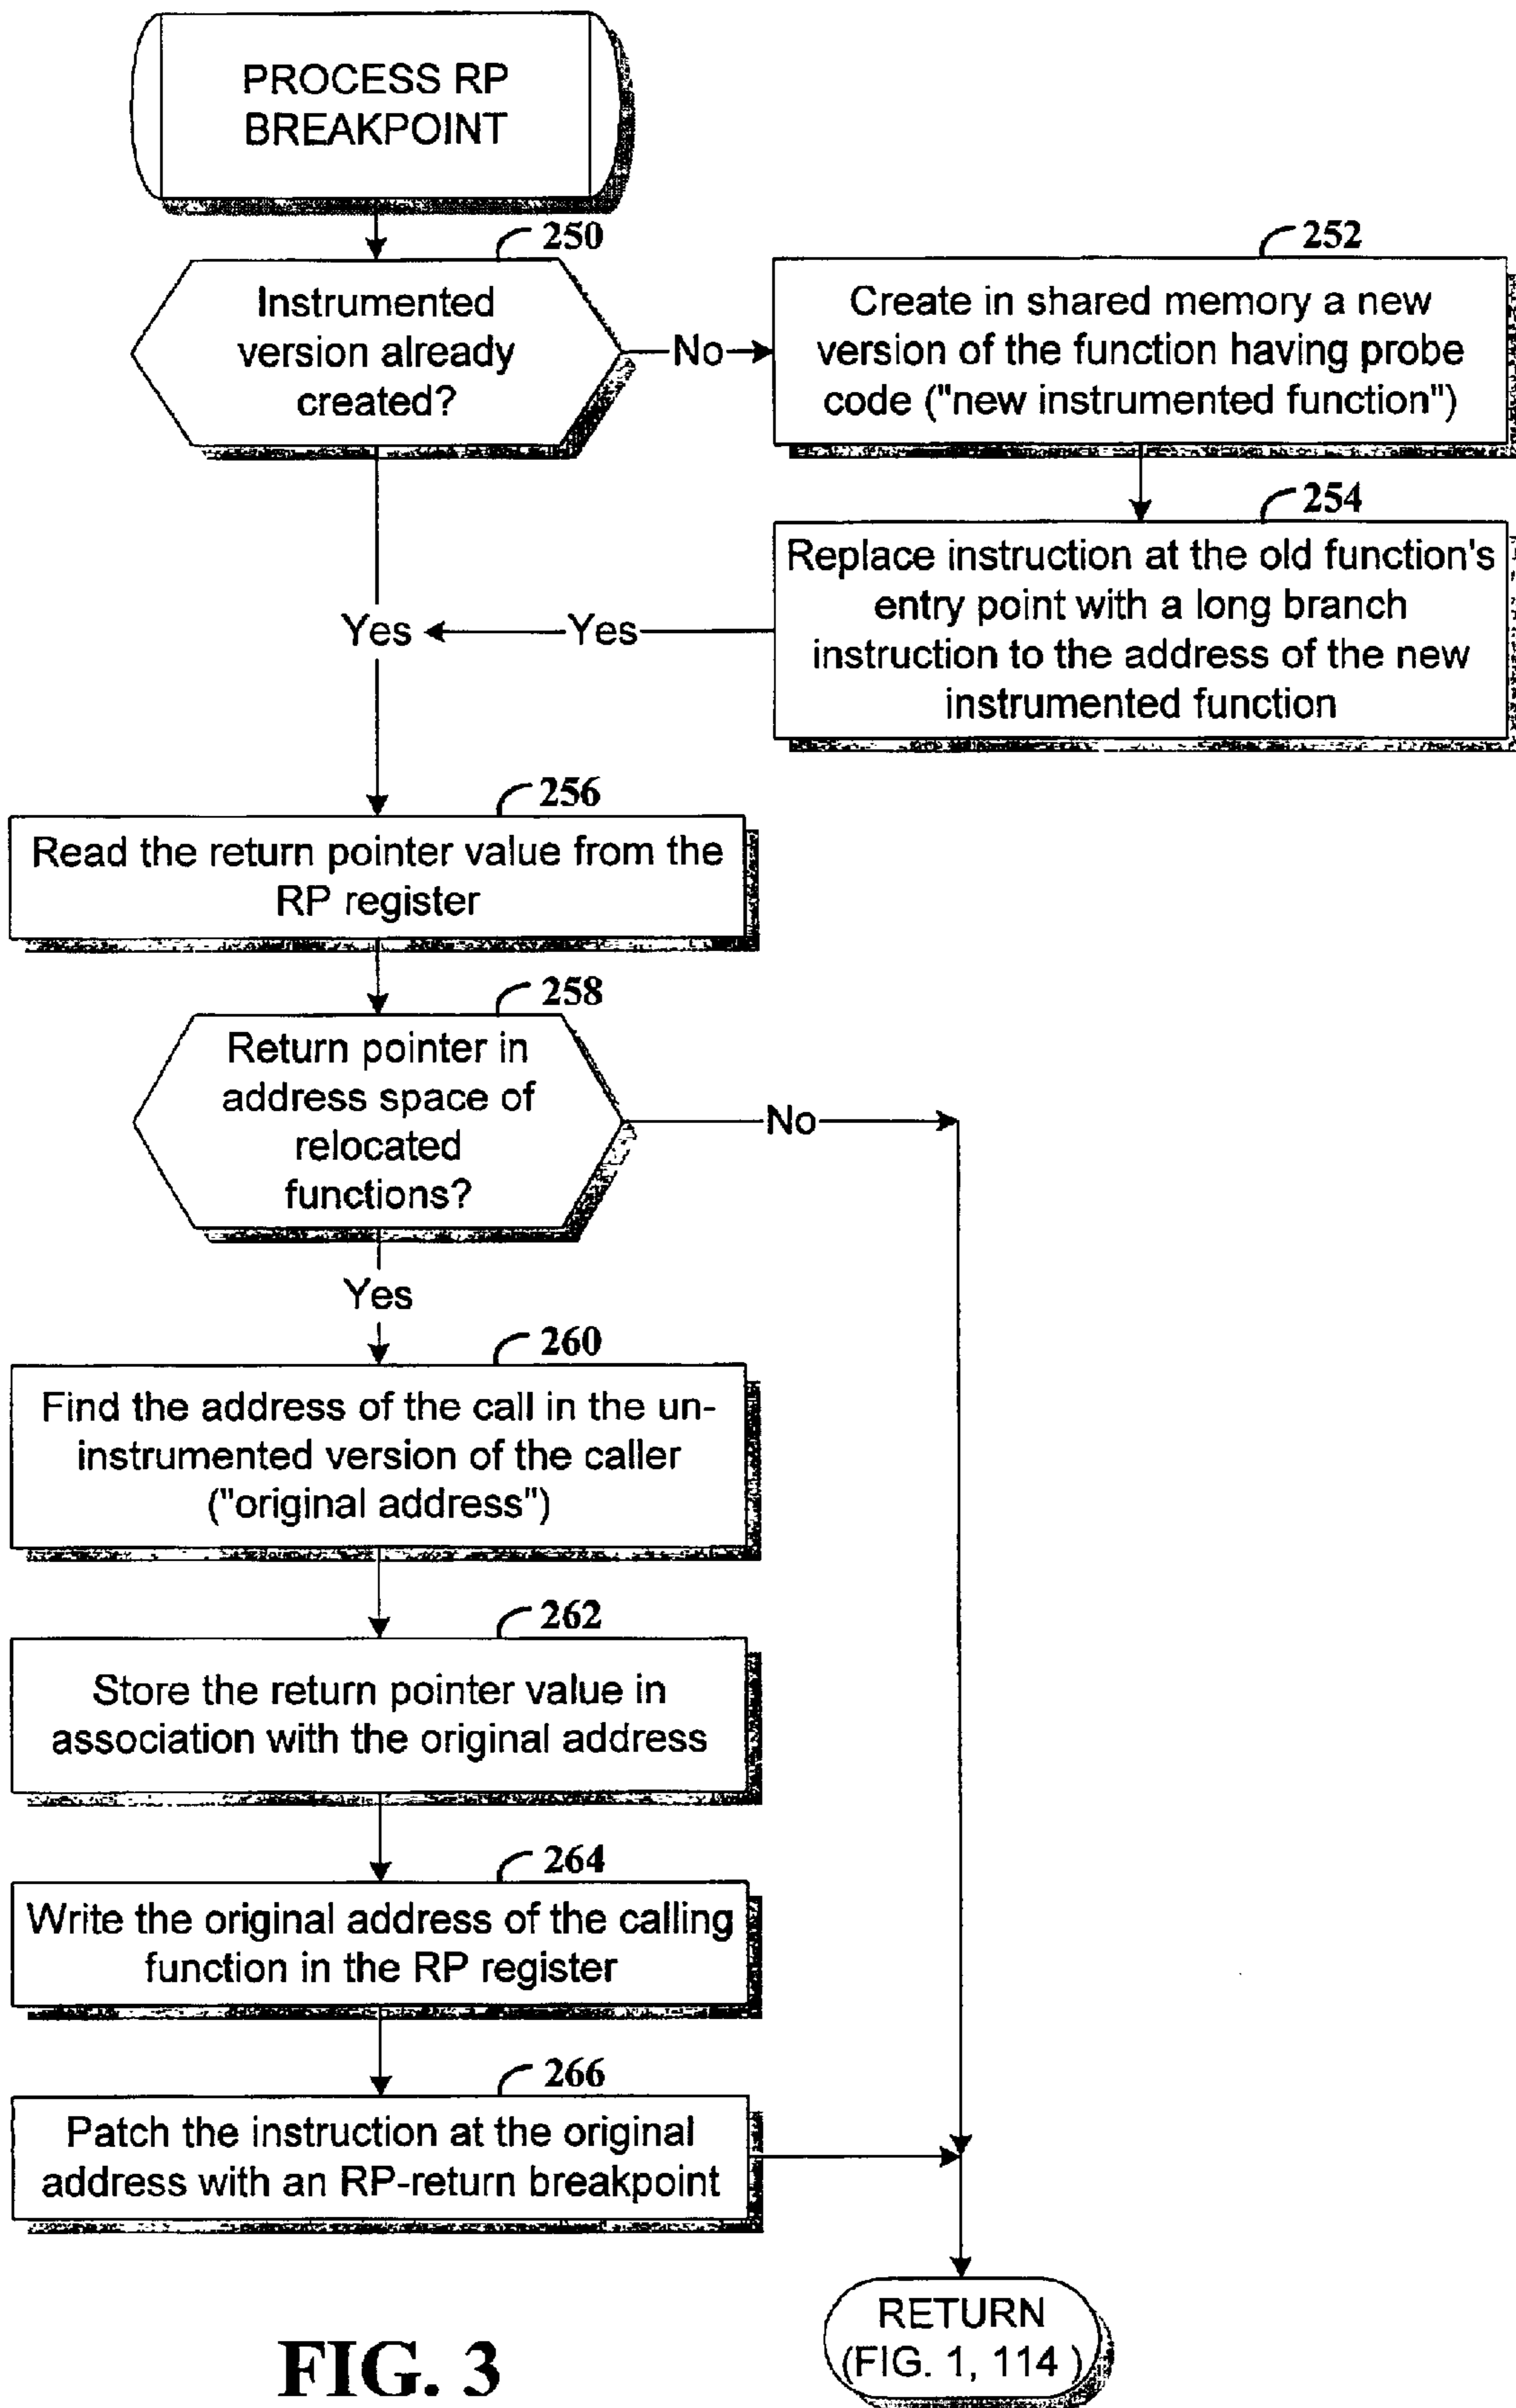 PROCESS RP
BREAKPOINT
250
Instrumented
version already
created?
No
252
Create in shared memory a new
version of the function having probe
code ("new instrumented function")
254
Replace instruction at the old function's
entry point with a long branch
instruction to the address of the new
instrumented function
Yes
Yes
256
Read the return pointer value from the
RP register
258
Return pointer in
address space of
relocated
functions?
No
Yes
260
Find the address of the call in the un-
instrumented version of the caller
("original address")
262
Store the return pointer value in
association with the original address
264
Write the original address of the calling
function in the RP register
266
Patch the instruction at the original
address with an RP-return breakpoint
RETURN
(FIG. 1, 114 )
FIG. 3